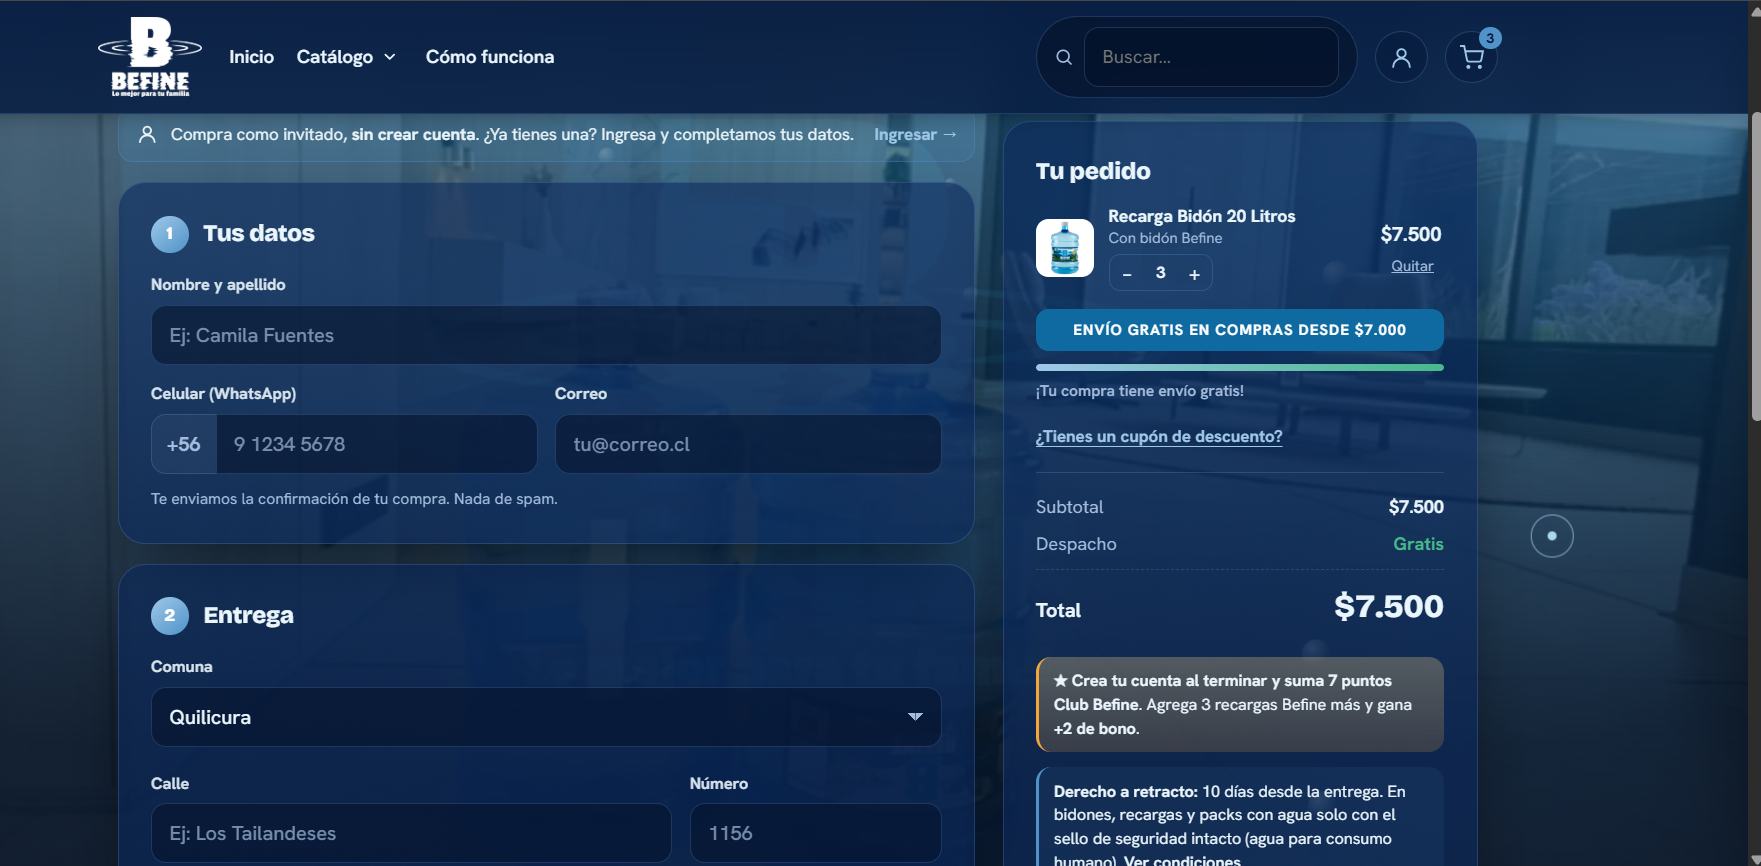 B
BEFINE
Lo mejor para tu familia
Inicio
Catálogo
Cómo funciona
Buscar...
3
Compra como invitado, sin crear cuenta. ¿Ya tienes una? Ingresa y completamos tus datos.
Ingresar →
1
Tus datos
Nombre y apellido
Ej: Camila Fuentes
Celular (WhatsApp)
Correo
+56
9 1234 5678
tu@correo.cl
Te enviamos la confirmación de tu compra. Nada de spam.
2
Entrega
Comuna
Quilicura
Calle
Número
Ej: Los Tailandeses
1156
Tu pedido
Recarga Bidón 20 Litros
Con bidón Befine
$7.500
– 3 +
Quitar
ENVÍO GRATIS EN COMPRAS DESDE $7.000
¡Tu compra tiene envío gratis!
¿Tienes un cupón de descuento?
Subtotal
$7.500
Despacho
Gratis
Total
$7.500
★ Crea tu cuenta al terminar y suma 7 puntos
Club Befine. Agrega 3 recargas Befine más y gana
+2 de bono.
Derecho a retracto: 10 días desde la entrega. En
bidones, recargas y packs con agua solo con el
sello de seguridad intacto (agua para consumo
humano). Ver condiciones